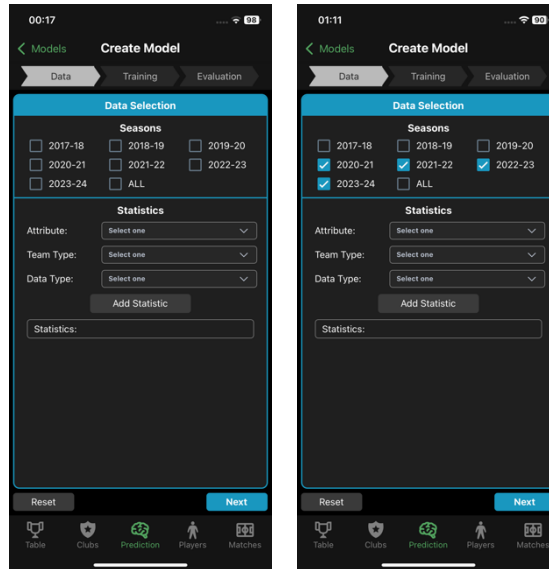 00:17 98
Models Create Model
Data Training Evaluation
Data Selection
Seasons
2017-18 2018-19 2019-20
2020-21 2021-22 2022-23
2023-24 ALL
Statistics
Attribute: Select one
Team Type: Select one
Data Type: Select one
Add Statistic
Statistics:
Reset Next
Table Clubs Prediction Players Matches
01:11 90
Models Create Model
Data Training Evaluation
Data Selection
Seasons
2017-18 2018-19 2019-20
2020-21 2021-22 2022-23
2023-24 ALL
Statistics
Attribute: Select one
Team Type: Select one
Data Type: Select one
Add Statistic
Statistics:
Reset Next
Table Clubs Prediction Players Matches